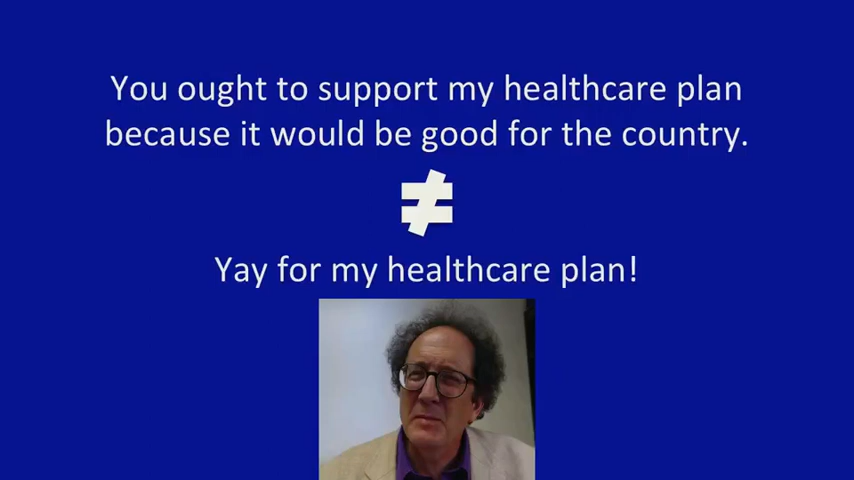 You ought to support my healthcare plan
because it would be good for the country.
≠
Yay for my healthcare plan!